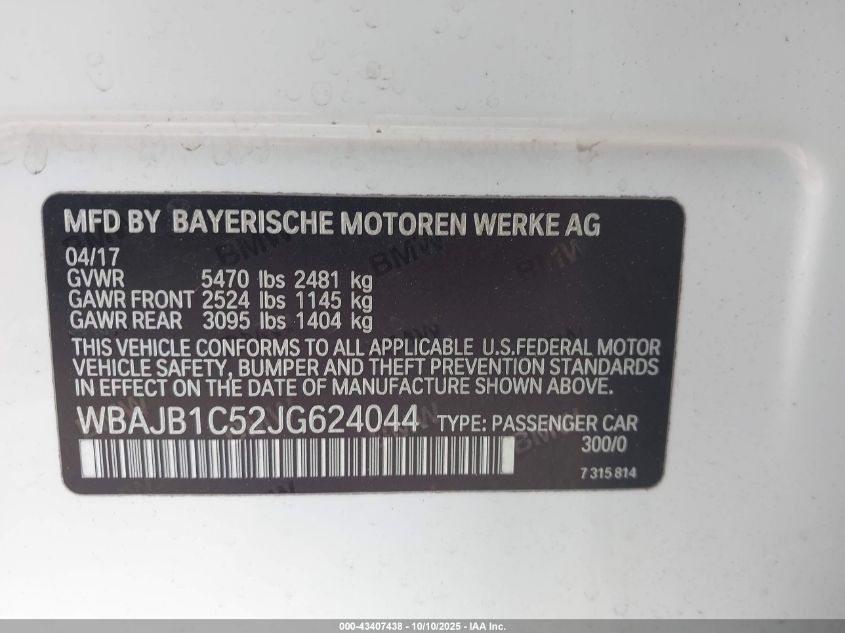 MFD BY BAYERISCHE MOTOREN WERKE AG
04/17
GVWR 5470 lbs 2481 kg
GAWR FRONT 2524 lbs 1145 kg
GAWR REAR 3095 lbs 1404 kg
THIS VEHICLE CONFORMS TO ALL APPLICABLE U.S.FEDERAL MOTOR
VEHICLE SAFETY, BUMPER AND THEFT PREVENTION STANDARDS
IN EFFECT ON THE DATE OF MANUFACTURE SHOWN ABOVE.
WBAJB1C52JG624044 TYPE: PASSENGER CAR
300/0
7 315 814
000-43407438 - 10/10/2025 - IAA Inc.